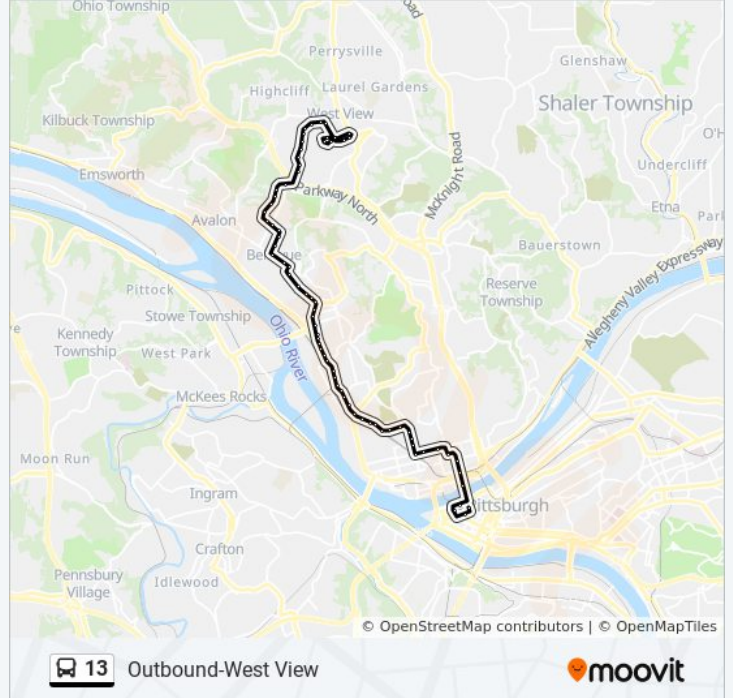 Ohio Township
Perrysville
Glenshaw
Highcliff
Laurel Gardens
West View
Shaler Township
Kilbuck Township
McKnight Road
Undercliff
Emsworth
Parkway North
Etna
Avalon
Bauerstown
Allegheny Valley Expressway
Pittock
Reserve
Township
Stowe Township
Ohio River
Kennedy
Township
West Park
McKees Rocks
Moon Run
Ingram
ittsburgh
Crafton
Pennsbury
Village
Idlewood
© OpenStreetMap contributors | © OpenMapTiles
13 Outbound-West View
moovit